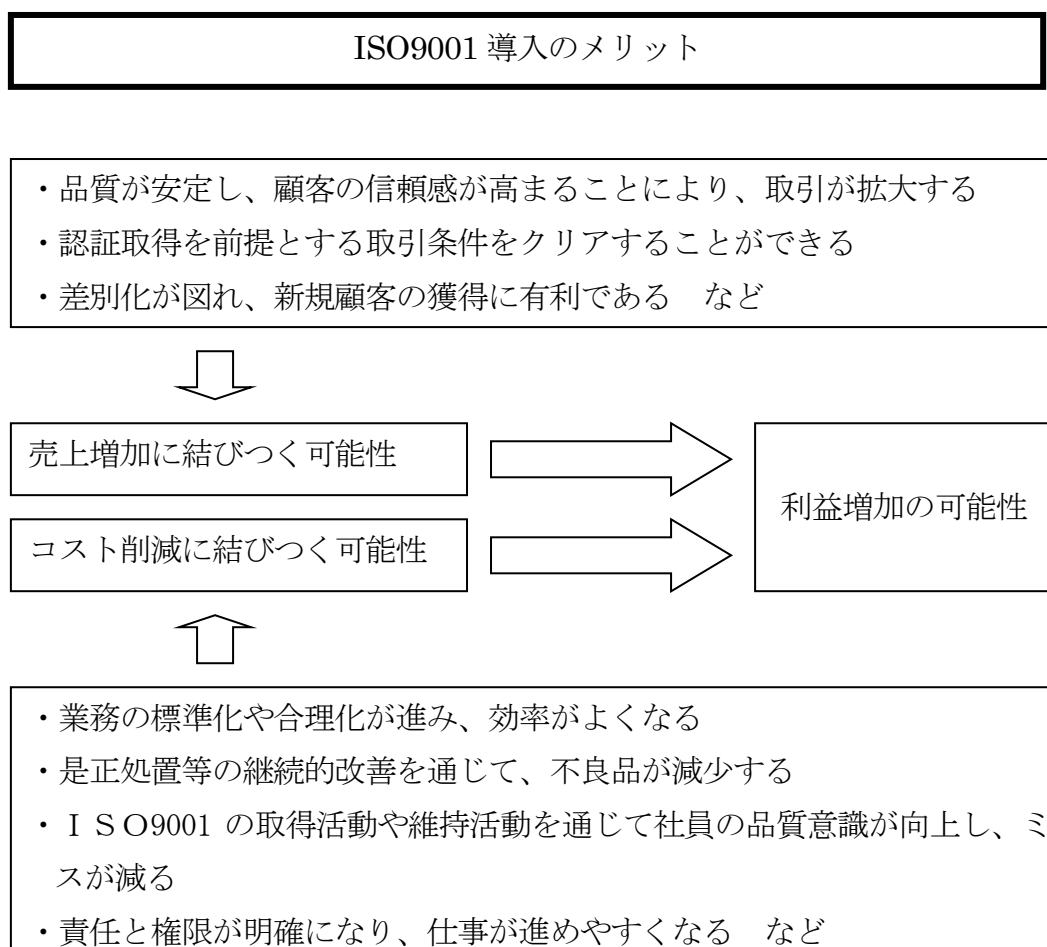 ISO9001 導入のメリット
・品質が安定し、顧客の信頼感が高まることにより、取引が拡大する
・認証取得を前提とする取引条件をクリアすることができる
・差別化が図れ、新規顧客の獲得に有利である　など
売上増加に結びつく可能性
利益増加の可能性
コスト削減に結びつく可能性
・業務の標準化や合理化が進み、効率がよくなる
・是正処置等の継続的改善を通じて、不良品が減少する
・ＩＳＯ9001 の取得活動や維持活動を通じて社員の品質意識が向上し、ミ
スが減る
・責任と権限が明確になり、仕事が進めやすくなる　など